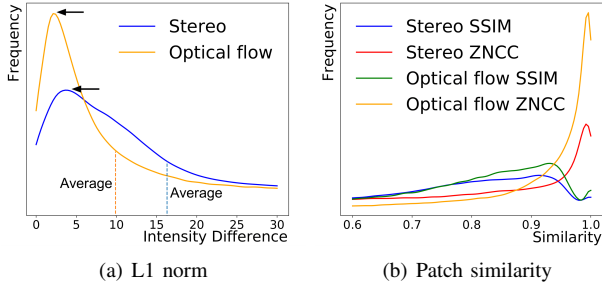 Frequency
Stereo
Optical flow
Average
Average
0 5 10 15 20 25 30
Intensity Difference
(a) L1 norm
Frequency
Stereo SSIM
Stereo ZNCC
Optical flow SSIM
Optical flow ZNCC
0.6 0.7 0.8 0.9 1.0
Similarity
(b) Patch similarity